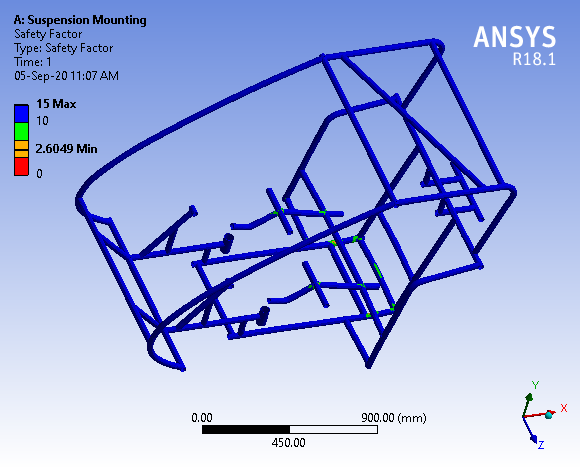 A: Suspension Mounting
Safety Factor
Type: Safety Factor
Time: 1
05-Sep-20 11:07 AM
15 Max
10
2.6049 Min
0
ANSYS
R18.1
0.00
900.00 (mm)
450.00
Y
X
Z